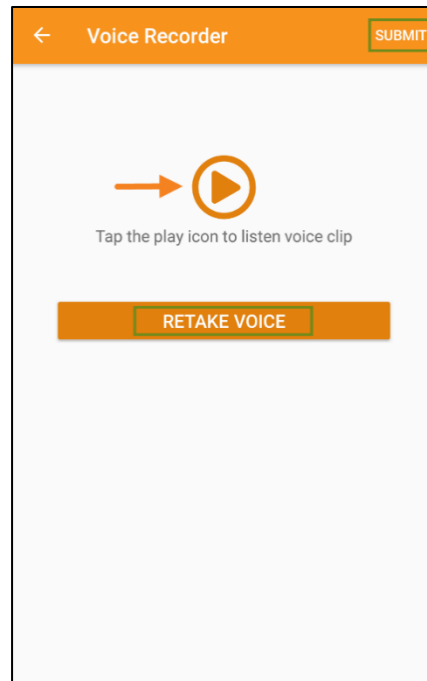 Voice Recorder
SUBMIT
Tap the play icon to listen voice clip
RETAKE VOICE